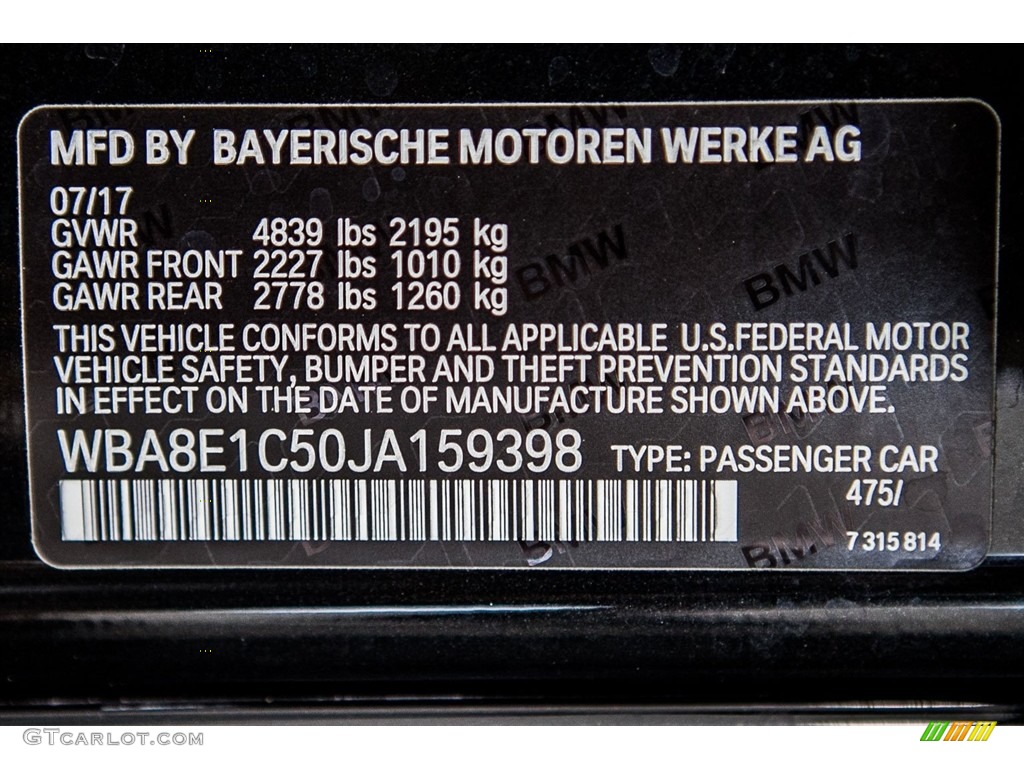 MFD BY BAYERISCHE MOTOREN WERKE AG
07/17
GVWR 4839 lbs 2195 kg
GAWR FRONT 2227 lbs 1010 kg
GAWR REAR 2778 lbs 1260 kg
BMW BMW
THIS VEHICLE CONFORMS TO ALL APPLICABLE U.S.FEDERAL MOTOR
VEHICLE SAFETY, BUMPER AND THEFT PREVENTION STANDARDS
IN EFFECT ON THE DATE OF MANUFACTURE SHOWN ABOVE.
WBA8E1C50JA159398 TYPE: PASSENGER CAR
475/
BMW 7 315 814
GTcarlot.com